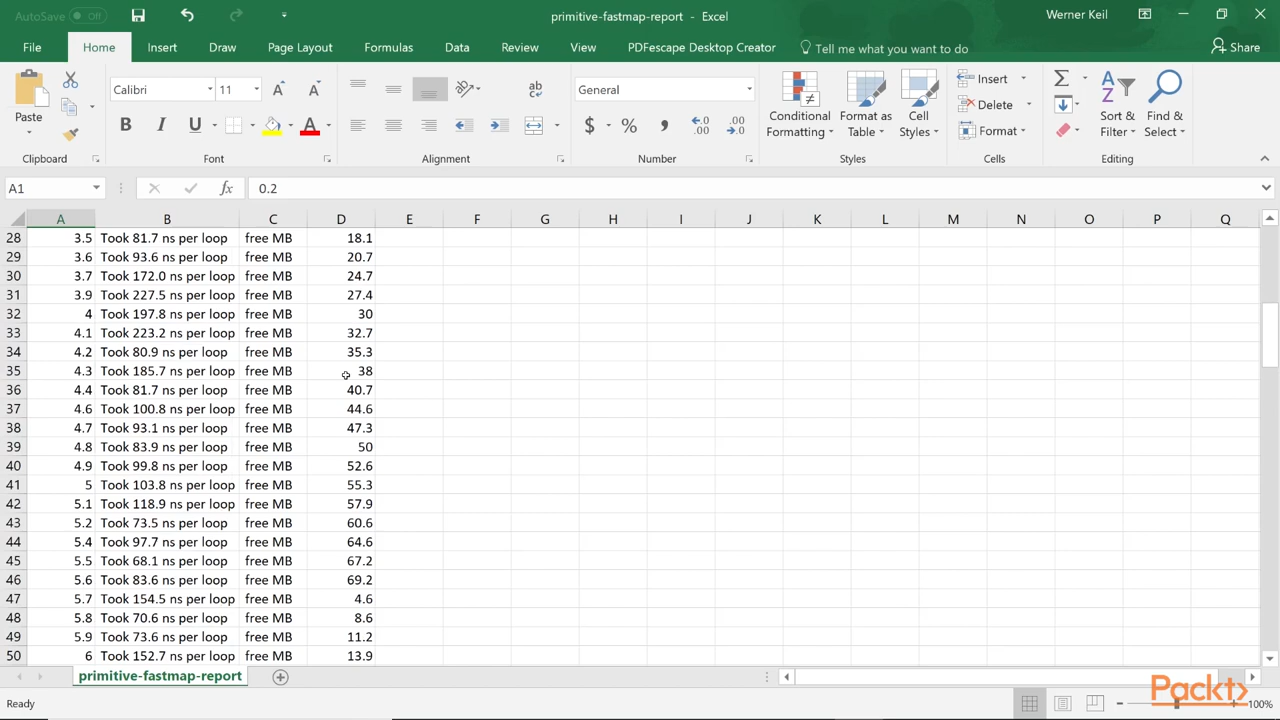 AutoSave Off
primitive-fastmap-report - Excel
Werner Keil
File Home Insert Draw Page Layout Formulas Data Review View PDFescape Desktop Creator Tell me what you want to do Share
Paste
Clipboard
Calibri 11
B I U A
Font
ab
Alignment
General
$ % , .00 .0
Number
Conditional Formatting
Format as Table
Cell Styles
Styles
Insert
Delete
Format
Cells
Sort & Filter
Find & Select
Editing
A1 fx 0.2
A B C D E F G H I J K L M N O P Q
28 3.5 Took 81.7 ns per loop free MB 18.1
29 3.6 Took 93.6 ns per loop free MB 20.7
30 3.7 Took 172.0 ns per loop free MB 24.7
31 3.9 Took 227.5 ns per loop free MB 27.4
32 4 Took 197.8 ns per loop free MB 30
33 4.1 Took 223.2 ns per loop free MB 32.7
34 4.2 Took 80.9 ns per loop free MB 35.3
35 4.3 Took 185.7 ns per loop free MB 38
36 4.4 Took 81.7 ns per loop free MB 40.7
37 4.6 Took 100.8 ns per loop free MB 44.6
38 4.7 Took 93.1 ns per loop free MB 47.3
39 4.8 Took 83.9 ns per loop free MB 50
40 4.9 Took 99.8 ns per loop free MB 52.6
41 5 Took 103.8 ns per loop free MB 55.3
42 5.1 Took 118.9 ns per loop free MB 57.9
43 5.2 Took 73.5 ns per loop free MB 60.6
44 5.4 Took 97.7 ns per loop free MB 64.6
45 5.5 Took 68.1 ns per loop free MB 67.2
46 5.6 Took 83.6 ns per loop free MB 69.2
47 5.7 Took 154.5 ns per loop free MB 4.6
48 5.8 Took 70.6 ns per loop free MB 8.6
49 5.9 Took 73.6 ns per loop free MB 11.2
50 6 Took 152.7 ns per loop free MB 13.9
primitive-fastmap-report
Packt
Ready
100%